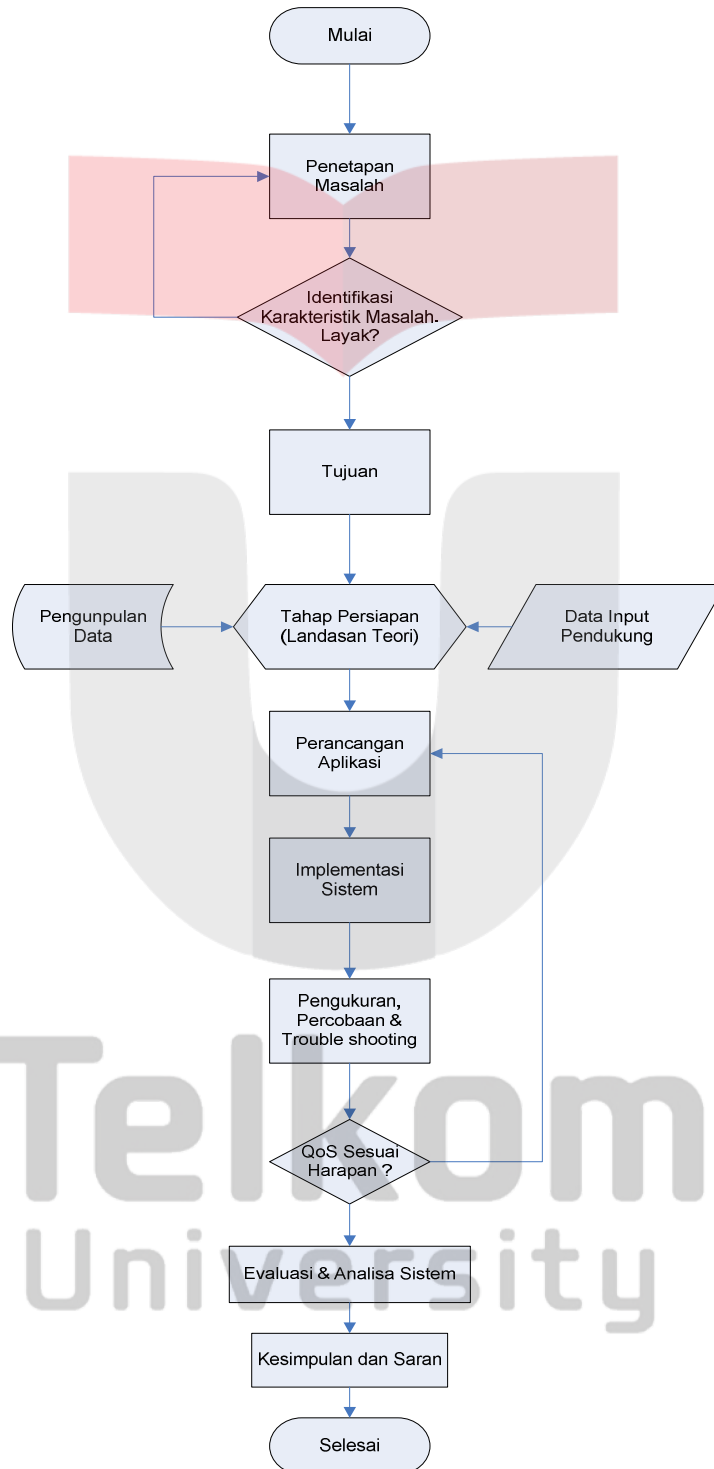 Mulai
Penetapan
Masalah
Identifikasi
Karakteristik Masalah.
Layak?
Tujuan
Pengunpulan
Data
Tahap Persiapan
(Landasan Teori)
Data Input
Pendukung
Perancangan
Aplikasi
Implementasi
Sistem
Pengukuran,
Percobaan &
Trouble shooting
QoS Sesuai
Harapan ?
Evaluasi & Analisa Sistem
Kesimpulan dan Saran
Selesai
Telkom
University